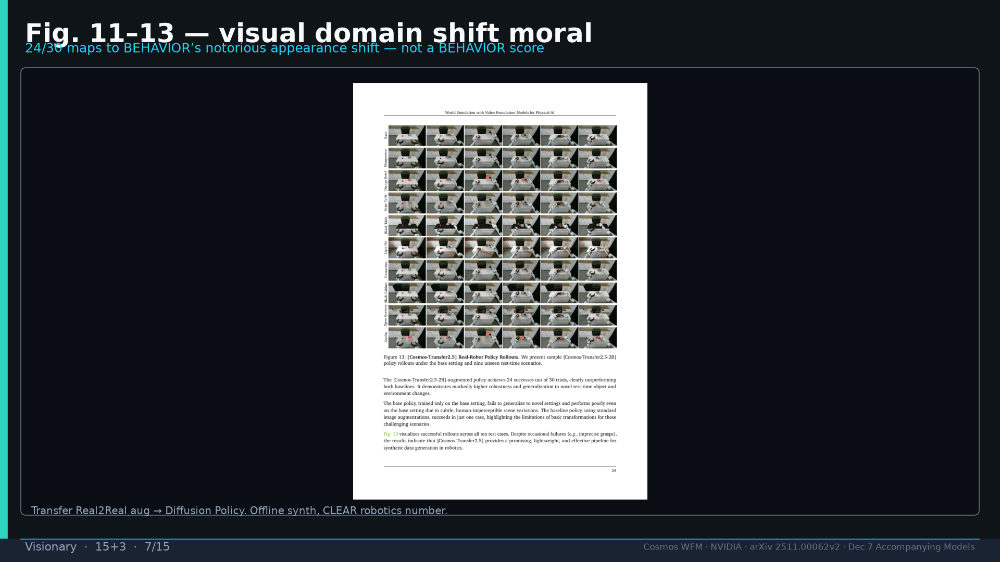 Fig. 11–13 — visual domain shift moral
24/30 maps to BEHAVIOR’s notorious appearance shift — not a BEHAVIOR score
World Simulation with Video Foundation Models for Physical AI
Base
Mangosteen
Orange Bowl
Beige Table
Black Table
Light On
Distractors
Black Cabinet
Open Drawers
Combo
Figure 13: [Cosmos-Transfer2.5] Real-Robot Policy Rollouts. We present sample [Cosmos-Transfer2.5-2B]
policy rollouts under the base setting and nine unseen test-time scenarios.
The [Cosmos-Transfer2.5-2B]-augmented policy achieves 24 successes out of 30 trials, clearly outperforming
both baselines. It demonstrates markedly higher robustness and generalization to novel test-time object and
environment changes.
The base policy, trained only on the base setting, fails to generalize to novel settings and performs poorly even
on the base setting due to subtle, human-imperceptible scene variations. The baseline policy, using standard
image augmentations, succeeds in just one case, highlighting the limitations of basic transformations for these
challenging scenarios.
Fig. 13 visualizes successful rollouts across all ten test cases. Despite occasional failures (e.g., imprecise grasps),
the results indicate that [Cosmos-Transfer2.5] provides a promising, lightweight, and effective pipeline for
synthetic data generation in robotics.
24
Transfer Real2Real aug → Diffusion Policy. Offline synth, CLEAR robotics number.
Visionary · 15+3 · 7/15
Cosmos WFM · NVIDIA · arXiv 2511.00062v2 · Dec 7 Accompanying Models